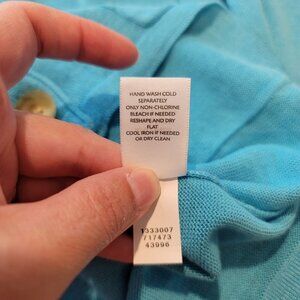 HAND WASH COLD
SEPARATELY
ONLY NON-CHLORINE
BLEACH IF NEEDED
RESHAPE AND DRY
FLAT
COOL IRON IF NEEDED
OR DRY CLEAN
1333007
717473
43996